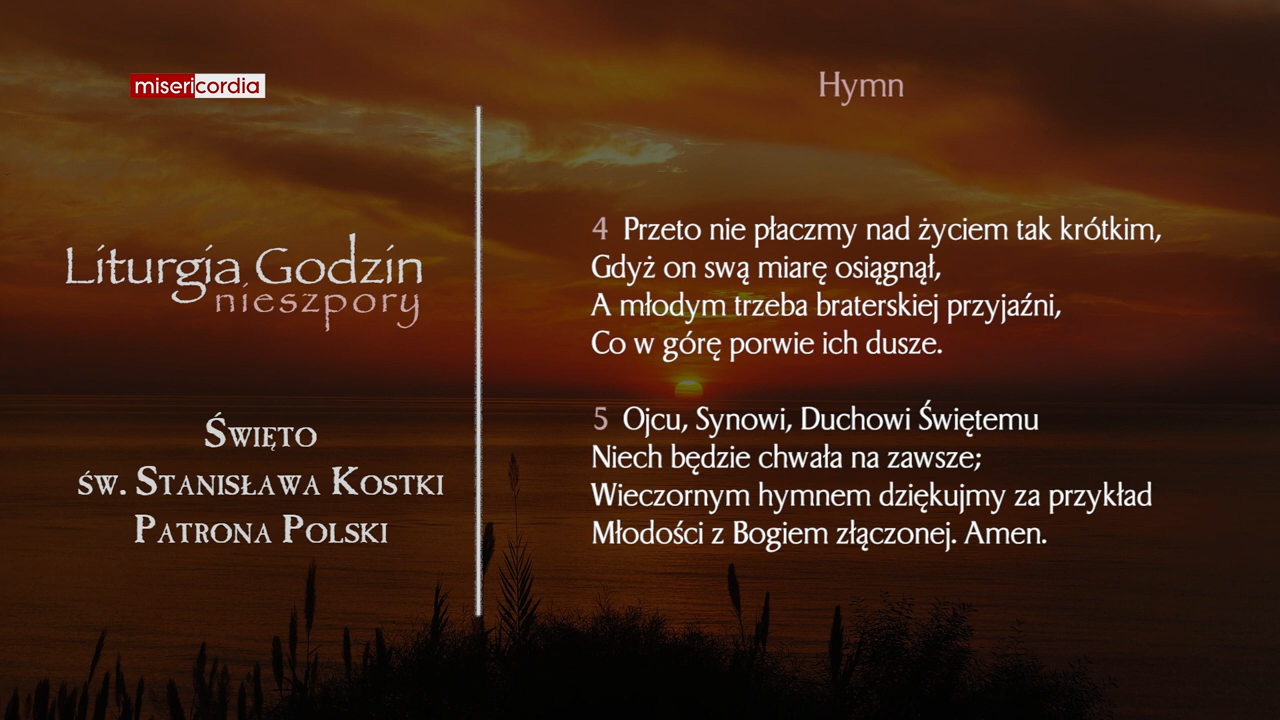 misericordia
Liturgia Godzin
nieszpory
Święto
św. Stanisława Kostki
Patrona Polski
Hymn
4 Przeto nie płaczmy nad życiem tak krótkim,
Gdyż on swą miarę osiągnął,
A młodym trzeba braterskiej przyjaźni,
Co w górę porwie ich dusze.
5 Ojcu, Synowi, Duchowi Świętemu
Niech będzie chwała na zawsze;
Wieczornym hymnem dziękujmy za przykład
Młodości z Bogiem złączonej. Amen.